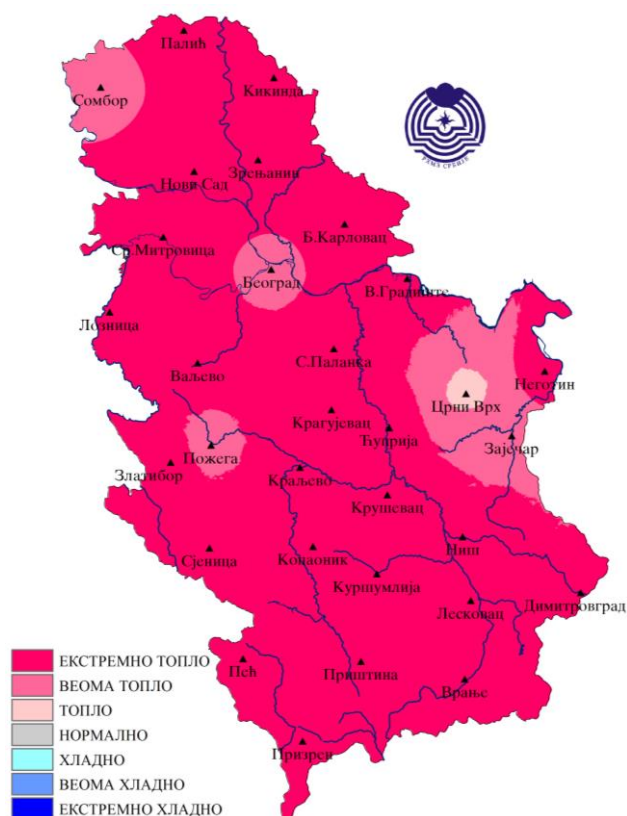 Палић
Сомбор
Кикинда
Зрењанин
Нови Сад
РХМЗ СРБИЈЕ
Б.Карловац
Ср.Митровица
Београд
В.Градиште
Лозница
С.Паланка
Ваљево
Неготин
Црни Врх
Крагујевац
Ћуприја
Зајечар
Пожега
Златибор
Краљево
Крушевац
Ниш
Сјеница
Копаоник
Куршумлија
Димитровград
Лесковац
Пећ
Приштина
Врање
Призрен
ЕКСТРЕМНО ТОПЛО
ВЕОМА ТОПЛО
ТОПЛО
НОРМАЛНО
ХЛАДНО
ВЕОМА ХЛАДНО
ЕКСТРЕМНО ХЛАДНО